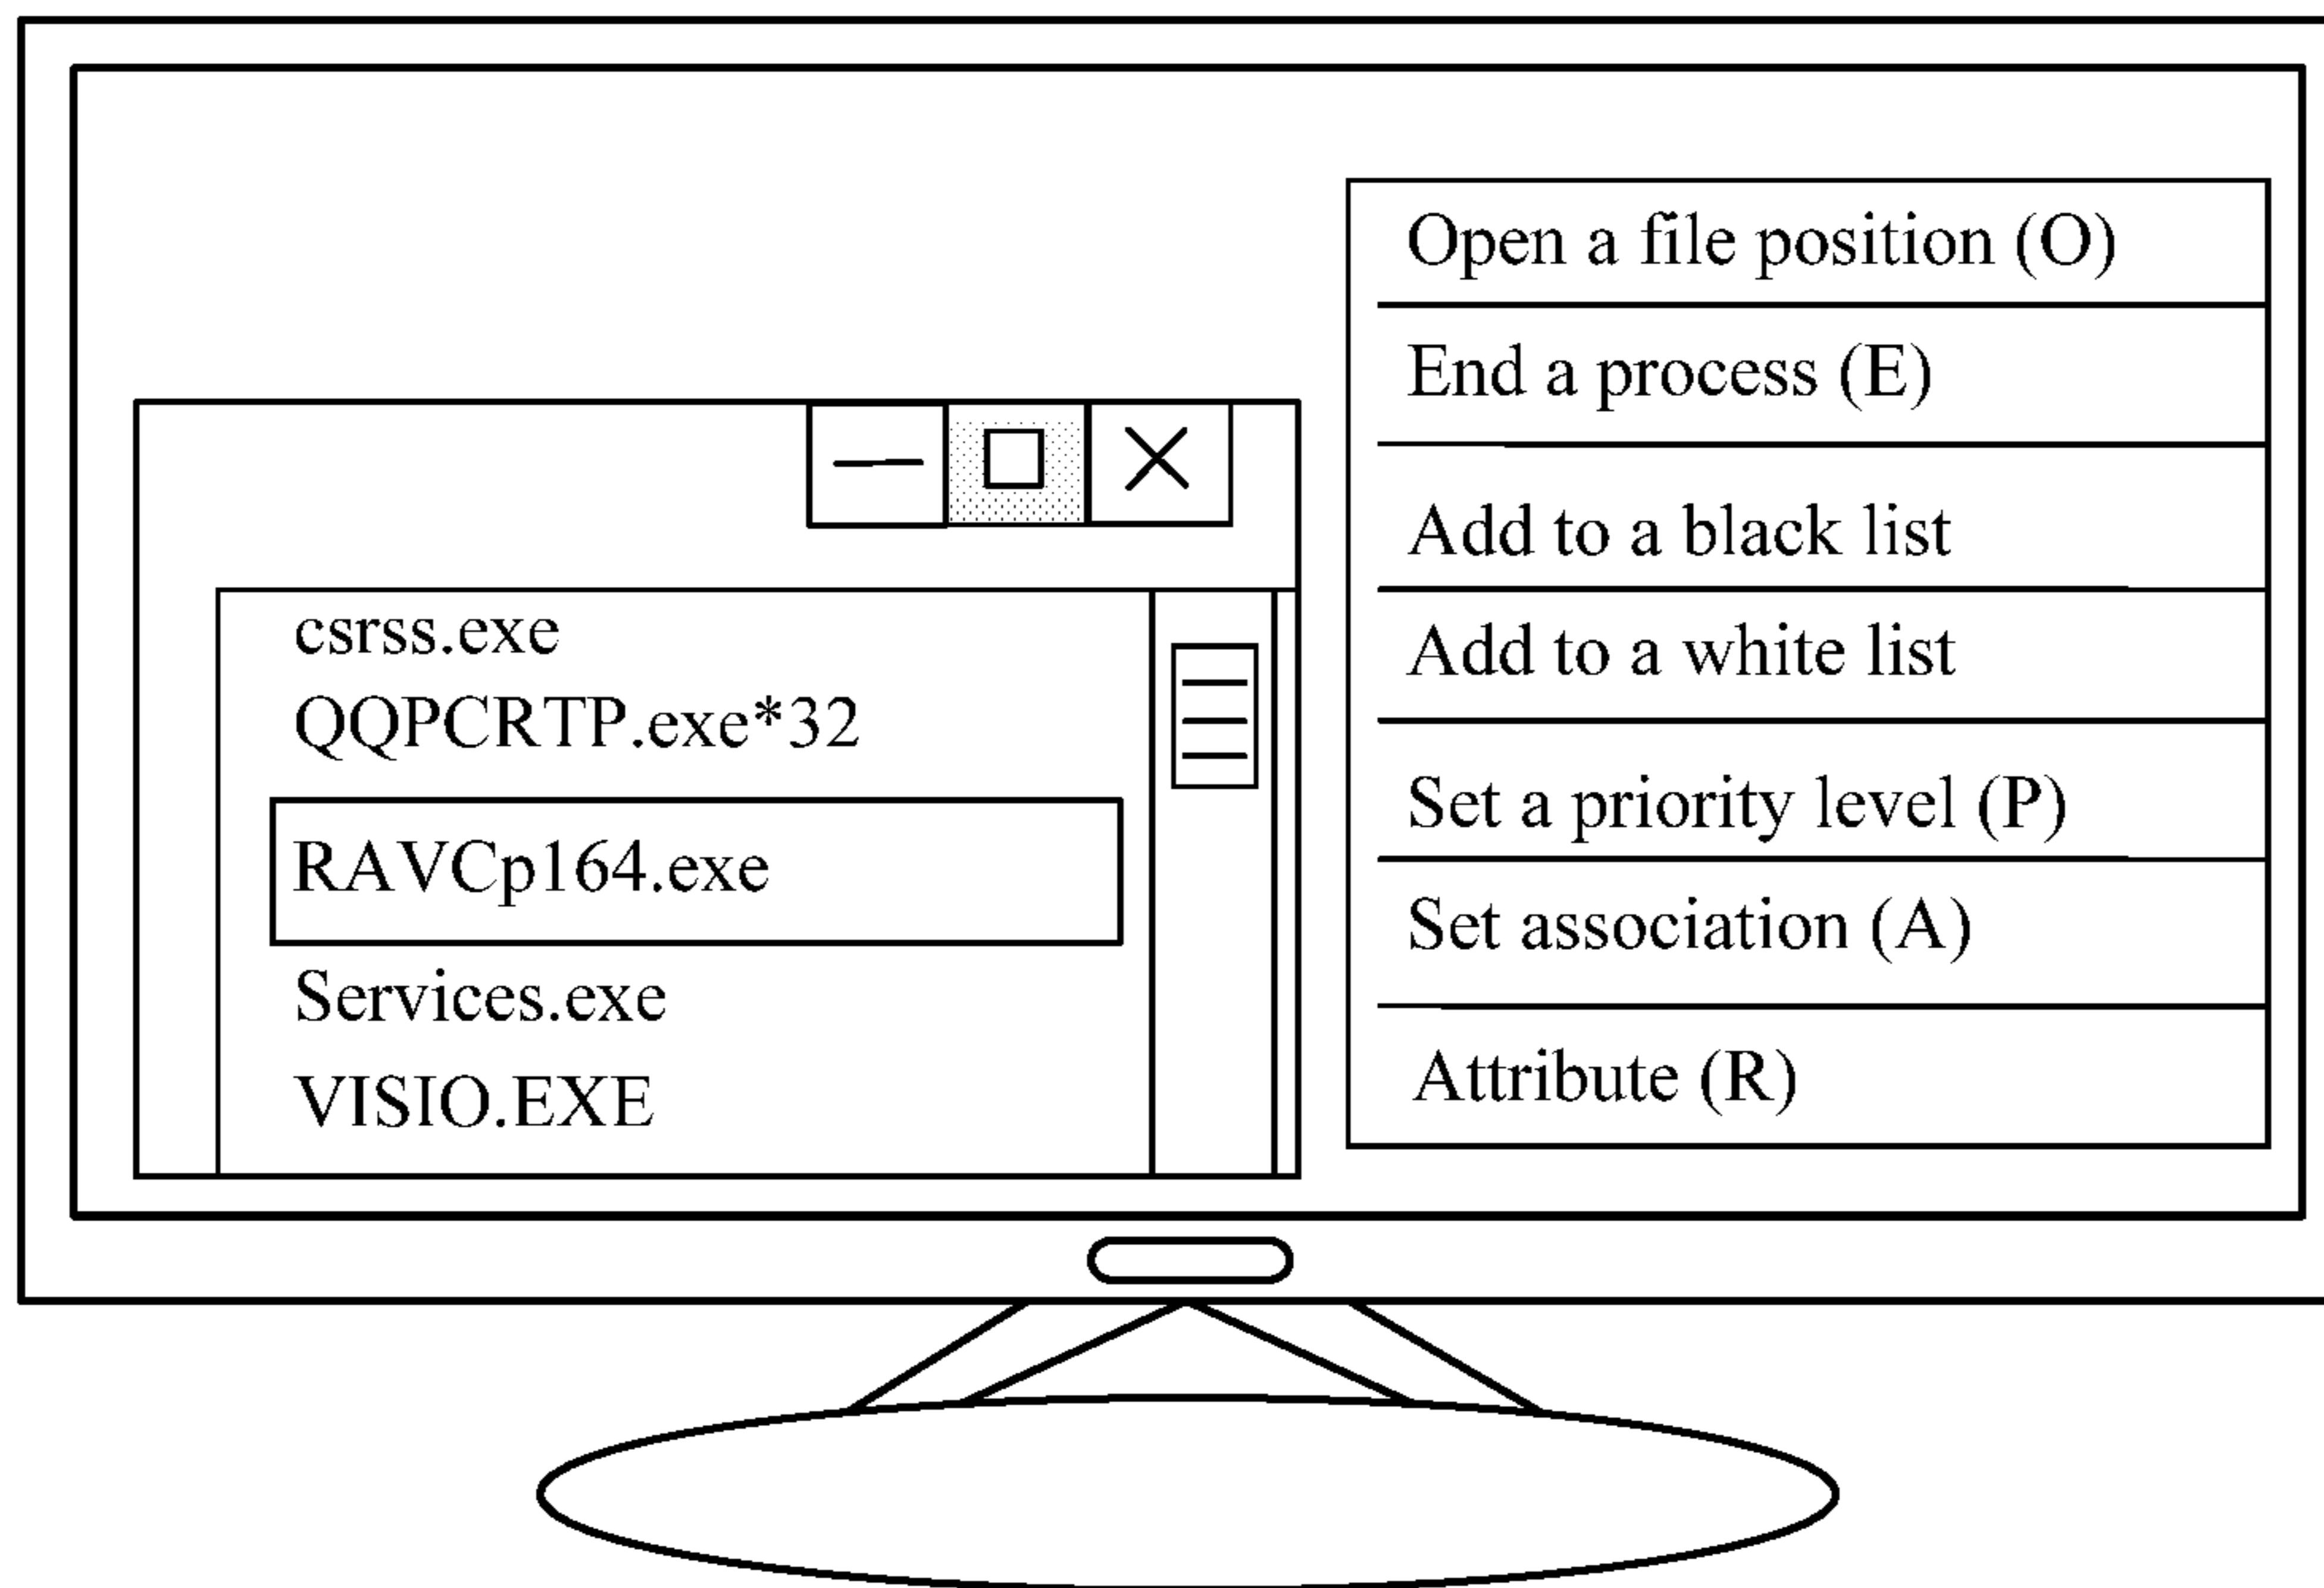 csrss.exe
QQPCRTP.exe*32
RAVCp164.exe
Services.exe
VISIO.EXE
Open a file position (O)
End a process (E)
Add to a black list
Add to a white list
Set a priority level (P)
Set association (A)
Attribute (R)